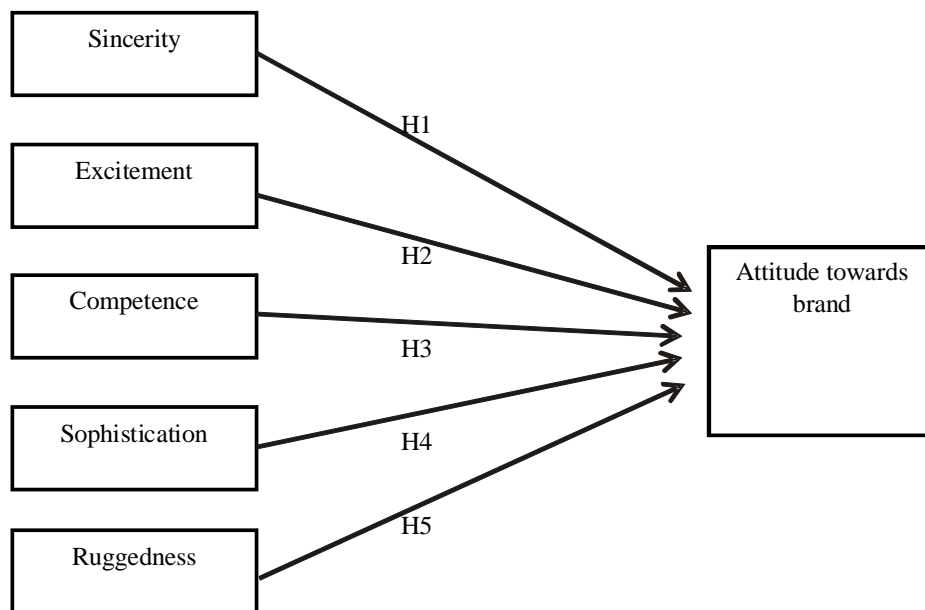 Sincerity
H1
Excitement
H2
Attitude towards
brand
Competence
H3
Sophistication
H4
H5
Ruggedness